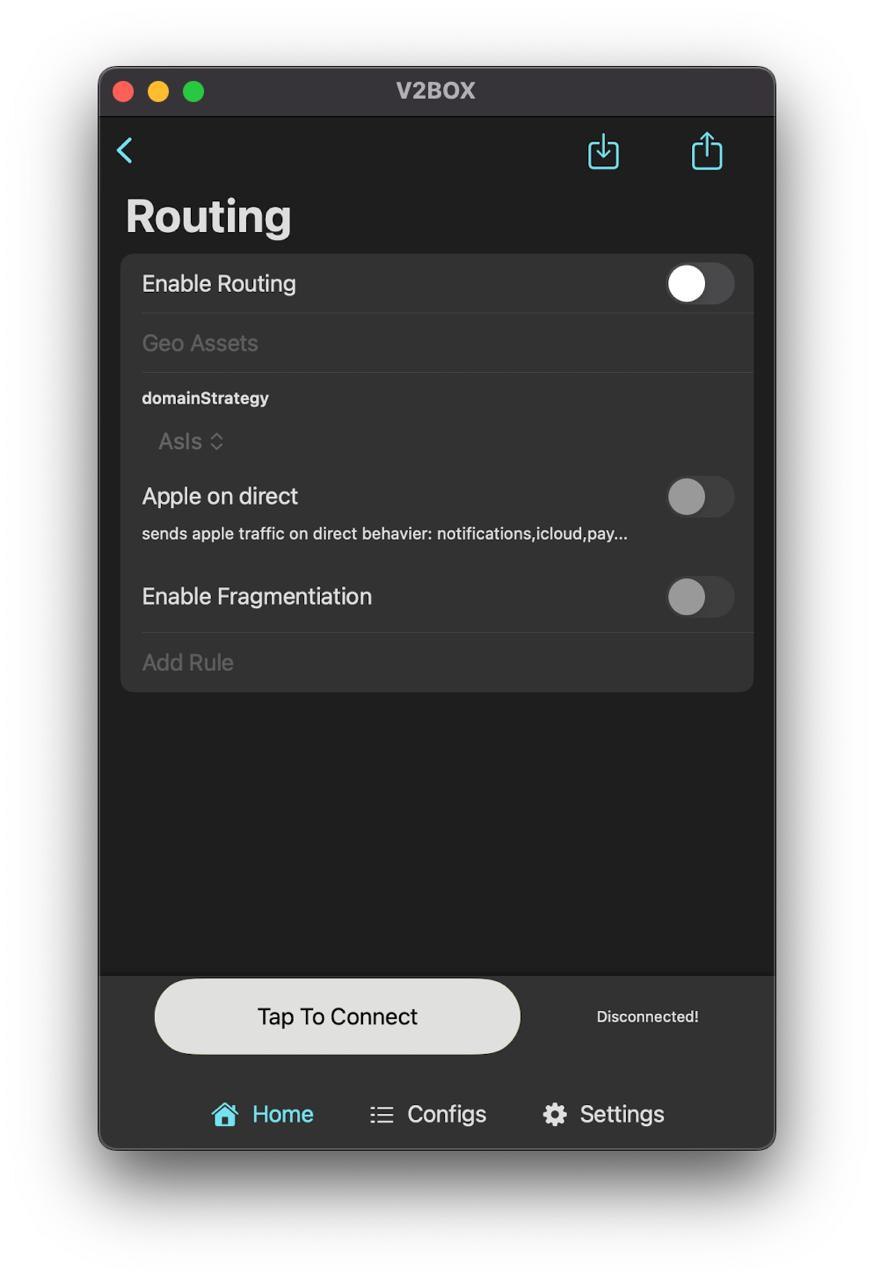 V2BOX
Routing
Enable Routing
Geo Assets
domainStrategy
AsIs
Apple on direct
sends apple traffic on direct behavier: notifications,icloud,pay...
Enable Fragmentiation
Add Rule
Tap To Connect
Disconnected!
Home
Configs
Settings